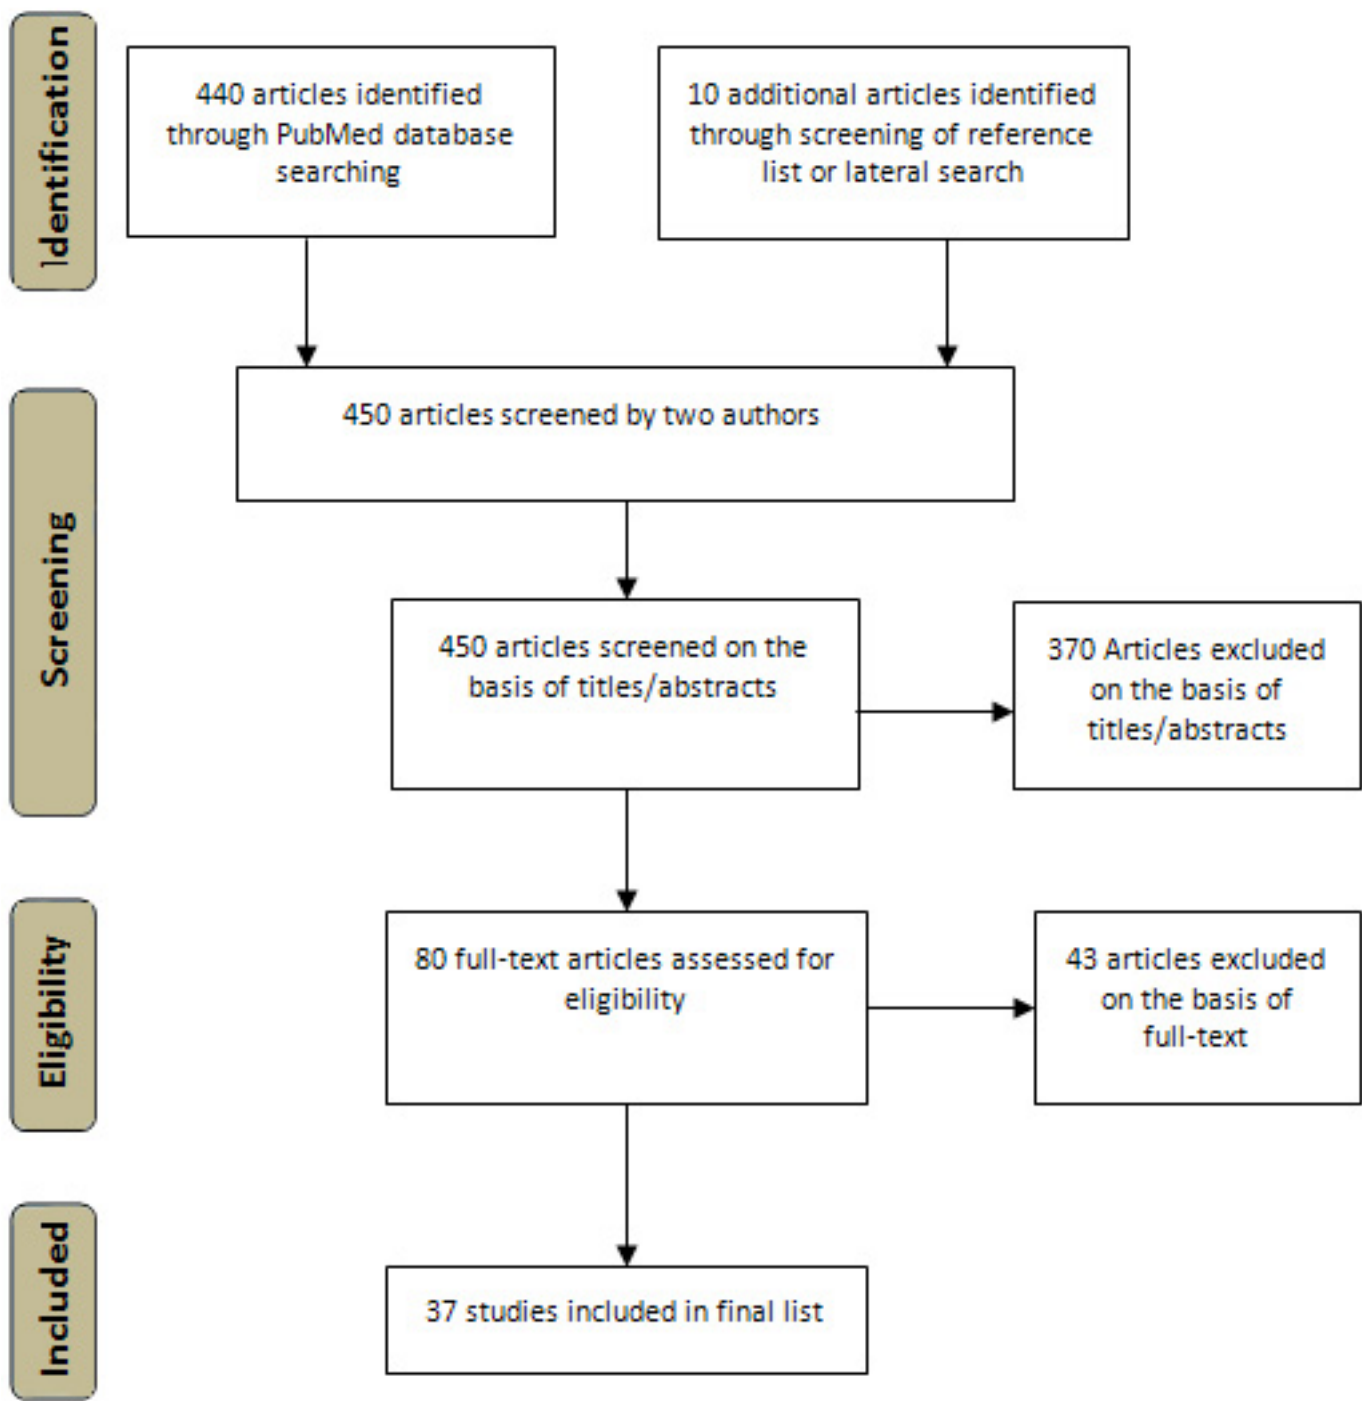 Identification
440 articles identified
through PubMed database
searching
10 additional articles identified
through screening of reference
list or lateral search
Screening
450 articles screened by two authors
450 articles screened on the
basis of titles/abstracts
370 Articles excluded
on the basis of
titles/abstracts
Eligibility
80 full-text articles assessed for
eligibility
43 articles excluded
on the basis of
full-text
Included
37 studies included in final list